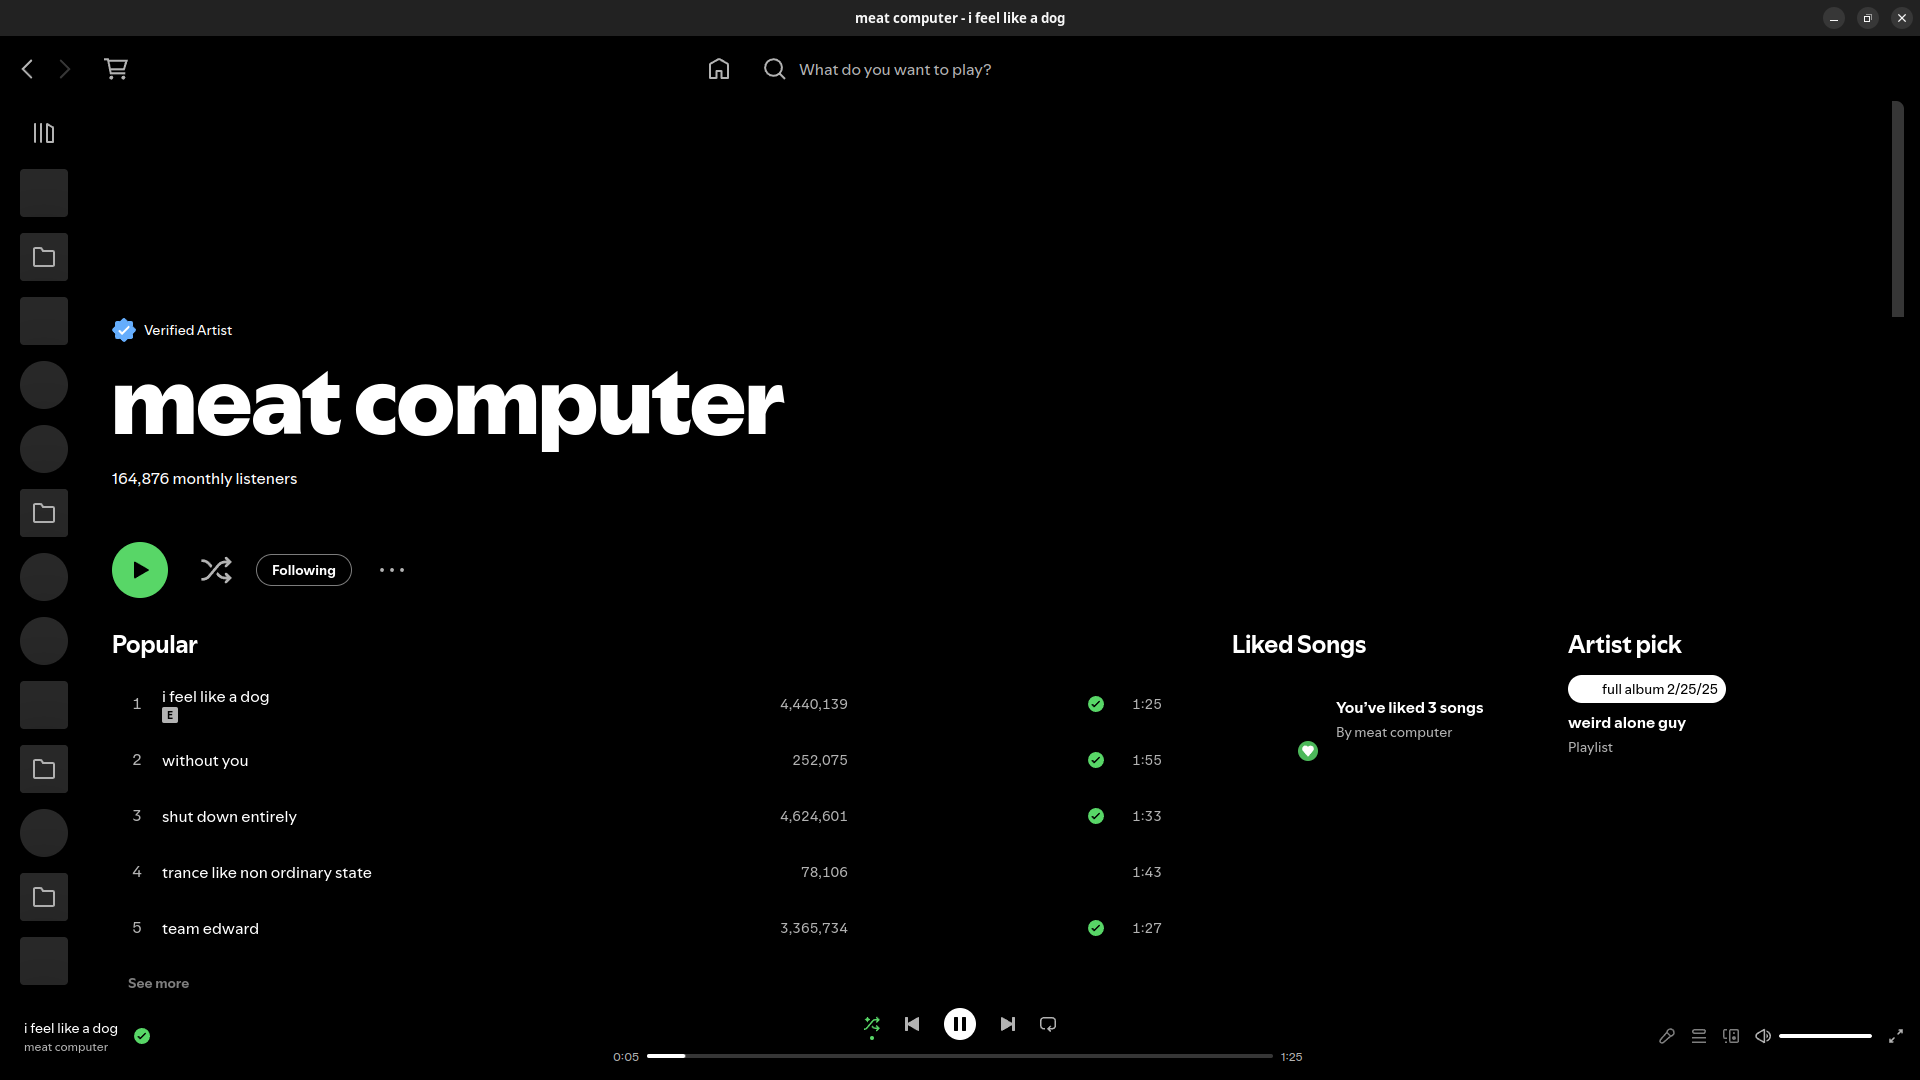 meat computer - i feel like a dog
What do you want to play?
Verified Artist
meat computer
164,876 monthly listeners
Following
Popular
1 i feel like a dog 4,440,139 1:25
E
2 without you 252,075 1:55
3 shut down entirely 4,624,601 1:33
4 trance like non ordinary state 78,106 1:43
5 team edward 3,365,734 1:27
See more
Liked Songs
You’ve liked 3 songs
By meat computer
Artist pick
full album 2/25/25
weird alone guy
Playlist
i feel like a dog
meat computer
0:05 1:25